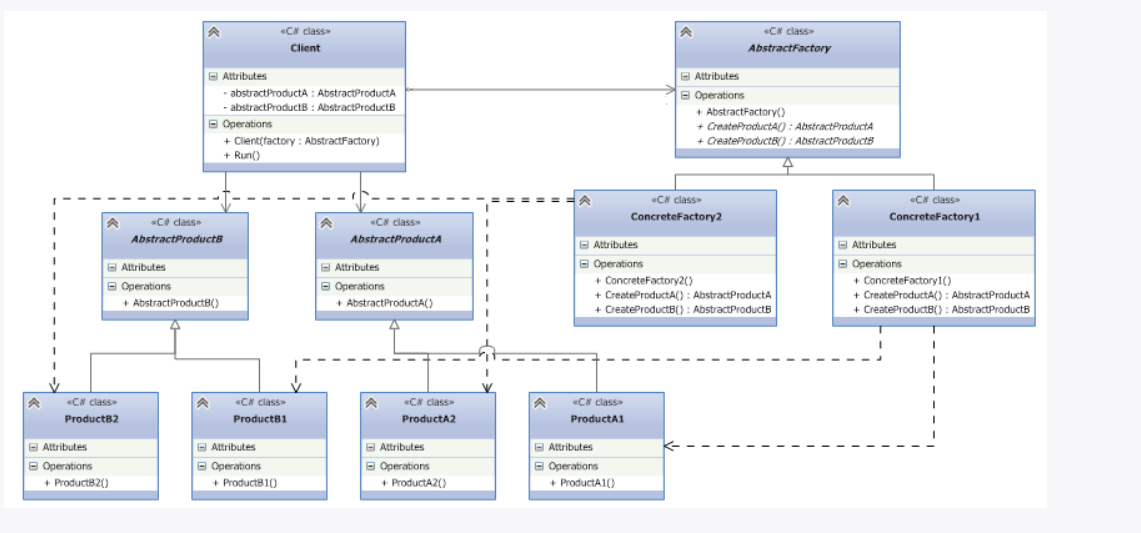 «C# class»
Client
Attributes
- abstractProductA : AbstractProductA
- abstractProductB : AbstractProductB
Operations
+ Client(factory : AbstractFactory)
+ Run()
«C# class»
AbstractFactory
Attributes
Operations
+ AbstractFactory()
+ CreateProductA() : AbstractProductA
+ CreateProductB() : AbstractProductB
«C# class»
AbstractProductB
Attributes
Operations
+ AbstractProductB()
«C# class»
AbstractProductA
Attributes
Operations
+ AbstractProductA()
«C# class»
ConcreteFactory2
Attributes
Operations
+ ConcreteFactory2()
+ CreateProductA() : AbstractProductA
+ CreateProductB() : AbstractProductB
«C# class»
ConcreteFactory1
Attributes
Operations
+ ConcreteFactory1()
+ CreateProductA() : AbstractProductA
+ CreateProductB() : AbstractProductB
«C# class»
ProductB2
Attributes
Operations
+ ProductB2()
«C# class»
ProductB1
Attributes
Operations
+ ProductB1()
«C# class»
ProductA2
Attributes
Operations
+ ProductA2()
«C# class»
ProductA1
Attributes
Operations
+ ProductA1()